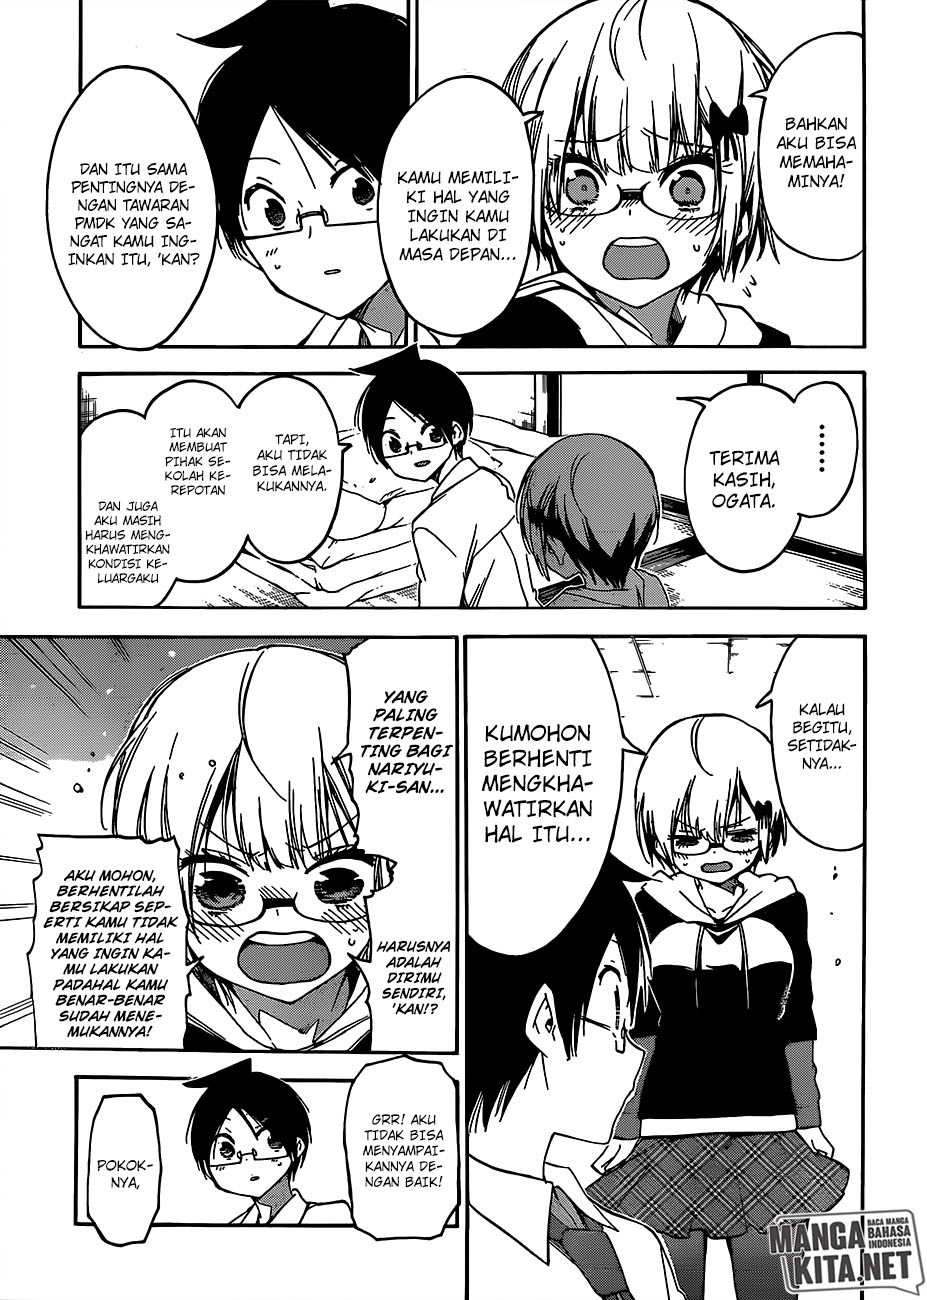 BAHKAN
AKU BISA
MEMAHA-
MINYA!
KAMU MEMILI-
KI HAL YANG
INGIN KAMU
LAKUKAN DI
MASA DEPAN...
DAN ITU SAMA
PENTINGNYA DE-
NGAN TAWARAN
PMDK YANG SA-
NGAT KAMU ING-
INKAN ITU, 'KAN?
........
TERIMA
KASIH,
OGATA.
TAPI,
AKU TIDAK
BISA MELA-
KUKANNYA.
ITU AKAN
MEMBUAT
PIHAK SE-
KOLAH KE-
REPOTAN
DAN JUGA
AKU MASIH
HARUS MENG-
KHAWATIRKAN
KONDISI KE-
LUARGAKU
KALAU
BEGITU,
SETIDAK-
NYA...
KUMOHON
BERHENTI
MENGKHA-
WATIRKAN
HAL ITU...
YANG
PALING
TERPEN-
TING BAGI
NARIYU-
KI-SAN...
HARUSNYA
ADALAH
DIRIMU
SENDIRI,
'KAN!?
AKU MOHON,
BERHENTILAH
BERSIKAP SEP-
ERTI KAMU TIDAK
MEMILIKI HAL
YANG INGIN KA-
MU LAKUKAN
PADAHAL KAMU
BENAR-BENAR
SUDAH MENE-
MUKANNYA!
GRR! AKU
TIDAK BISA
MENYAMPAI-
KANNYA DE-
NGAN BAIK!
POKOK-
NYA,
MANGA
KITA.NET
BACA MANGA
BAHASA
INDONESIA